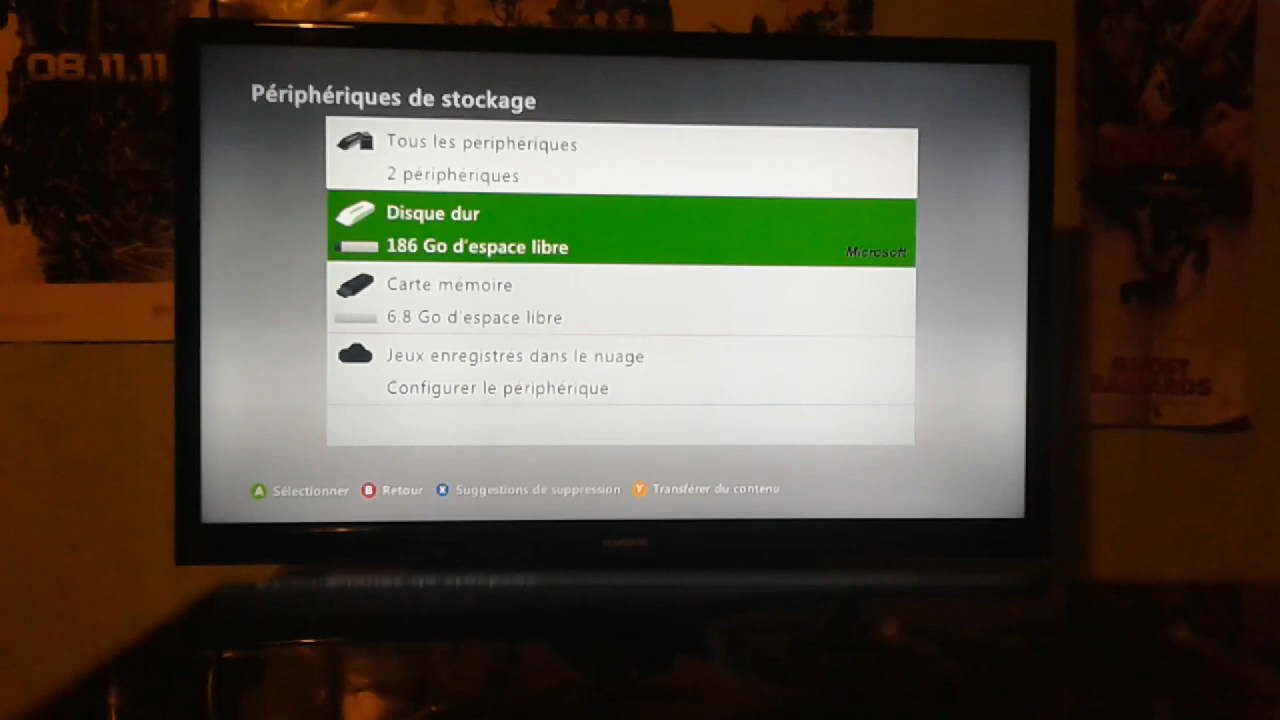 08.11.11
Périphériques de stockage
Tous les périphériques
2 périphériques
Disque dur
186 Go d'espace libre
Microsoft
Carte mémoire
6.8 Go d'espace libre
Jeux enregistrés dans le nuage
Configurer le périphérique
A Sélectionner B Retour X Suggestions de suppression Y Transférer du contenu
GHOST